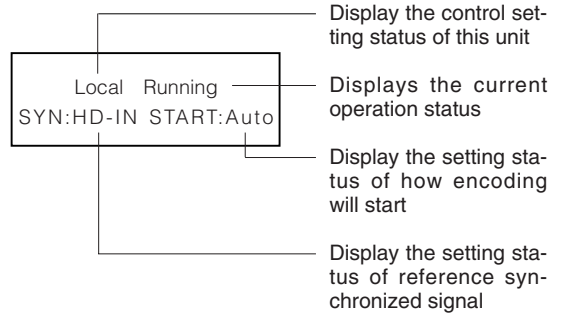 Display the control set-
ting status of this unit
Local Running
Displays the current
operation status
SYN:HD-IN START:Auto
Display the setting sta-
tus of how encoding
will start
Display the setting sta-
tus of reference syn-
chronized signal